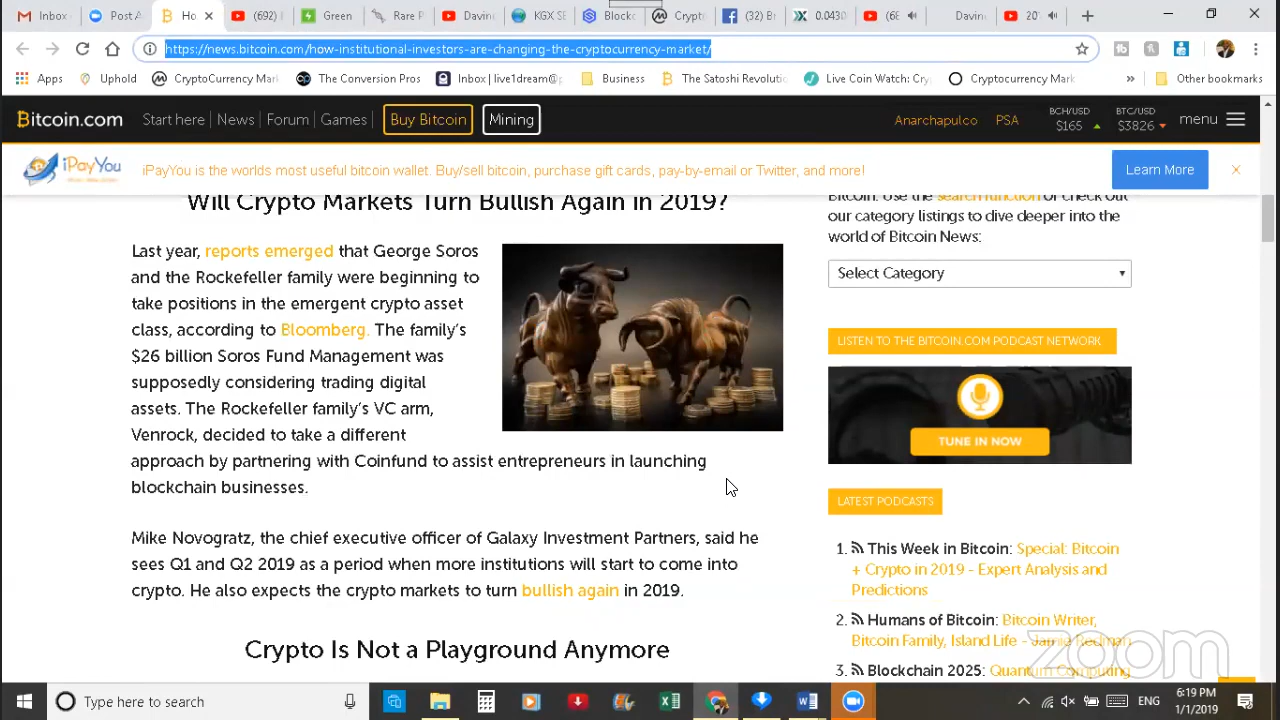 Inbox
Post A
Ho
(692)
Green
Rare P
Davinc
KGX SE
Blockc
Crypto
(32)
0.0430
(6
Davinc
201
https://news.bitcoin.com/how-institutional-investors-are-changing-the-cryptocurrency-market/
Apps
Uphold
CryptoCurrency Mark
The Conversion Pros
Inbox | live1dream@
Business
The Satoshi Revolutio
Live Coin Watch: Cry
Cryptocurrency Mark
»
Other bookmarks
Bitcoin.com
Start here | News | Forum | Games |
Buy Bitcoin
Mining
Anarchapulco
PSA
BCH/USD
$165
BTC/USD
$3826
menu
iPayYou
iPayYou is the worlds most useful bitcoin wallet. Buy/sell bitcoin, purchase gift cards, pay-by-email or Twitter, and more!
Learn More
Will Crypto Markets Turn Bullish Again in 2019?
Last year, reports emerged that George Soros
and the Rockefeller family were beginning to
take positions in the emergent crypto asset
class, according to Bloomberg. The family's
$26 billion Soros Fund Management was
supposedly considering trading digital
assets. The Rockefeller family's VC arm,
Venrock, decided to take a different
approach by partnering with Coinfund to assist entrepreneurs in launching
blockchain businesses.
Mike Novogratz, the chief executive officer of Galaxy Investment Partners, said he
sees Q1 and Q2 2019 as a period when more institutions will start to come into
crypto. He also expects the crypto markets to turn bullish again in 2019.
Crypto Is Not a Playground Anymore
Bitcoin. Use the search function or check out
our category listings to dive deeper into the
world of Bitcoin News:
Select Category
LISTEN TO THE BITCOIN.COM PODCAST NETWORK
TUNE IN NOW
LATEST PODCASTS
1. This Week in Bitcoin: Special: Bitcoin
+ Crypto in 2019 - Expert Analysis and
Predictions
2. Humans of Bitcoin: Bitcoin Writer,
Bitcoin Family, Island Life - Jamie Redman
3. Blockchain 2025: Quantum Computing
zoom
Type here to search
ENG
6:19 PM
1/1/2019